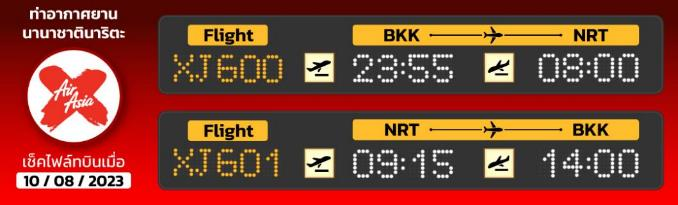 ท่าอากาศยาน
นานาชาตินาริตะ
Air
Asia
X
เช็คไฟล์ทบินเมื่อ
10 / 08 / 2023
Flight BKK NRT
XJ600 23:55 08:00
Flight NRT BKK
XJ601 09:15 14:00